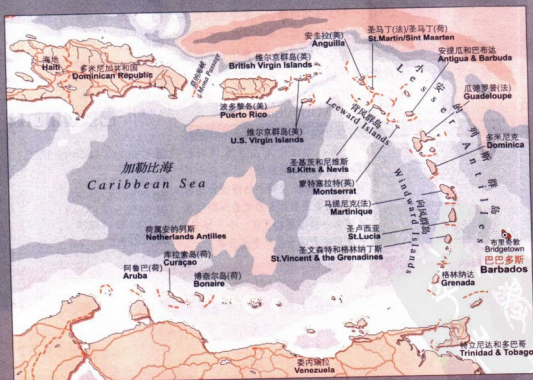 海地
Haiti
多米尼加共和国
Dominican Republic
Mona Passage
安圭拉(英)
Anguilla
圣马丁(法)/圣马丁(荷)
St.Martin/Sint Maarten
维尔京群岛(英)
British Virgin Islands
安提瓜和巴布达
Antigua & Barbuda
瓜德罗普(法)
Guadeloupe
波多黎各(美)
Puerto Rico
维尔京群岛(美)
U.S. Virgin Islands
背风群岛
Leeward Islands
小安的列斯群岛
Lesser Antilles
多米尼克
Dominica
加勒比海
Caribbean Sea
圣基茨和尼维斯
St.Kitts & Nevis
蒙特塞拉特(英)
Montserrat
马提尼克(法)
Martinique
向风群岛
Windward Islands
圣卢西亚
St.Lucia
圣文森特和格林纳丁斯
St.Vincent & the Grenadines
荷属安的列斯
Netherlands Antilles
库拉索岛(荷)
Curaçao
阿鲁巴(荷)
Aruba
博奈尔岛(荷)
Bonaire
布里奇敦
Bridgetown
巴巴多斯
Barbados
格林纳达
Grenada
特立尼达和多巴哥
Trinidad & Tobago
委内瑞拉
Venezuela